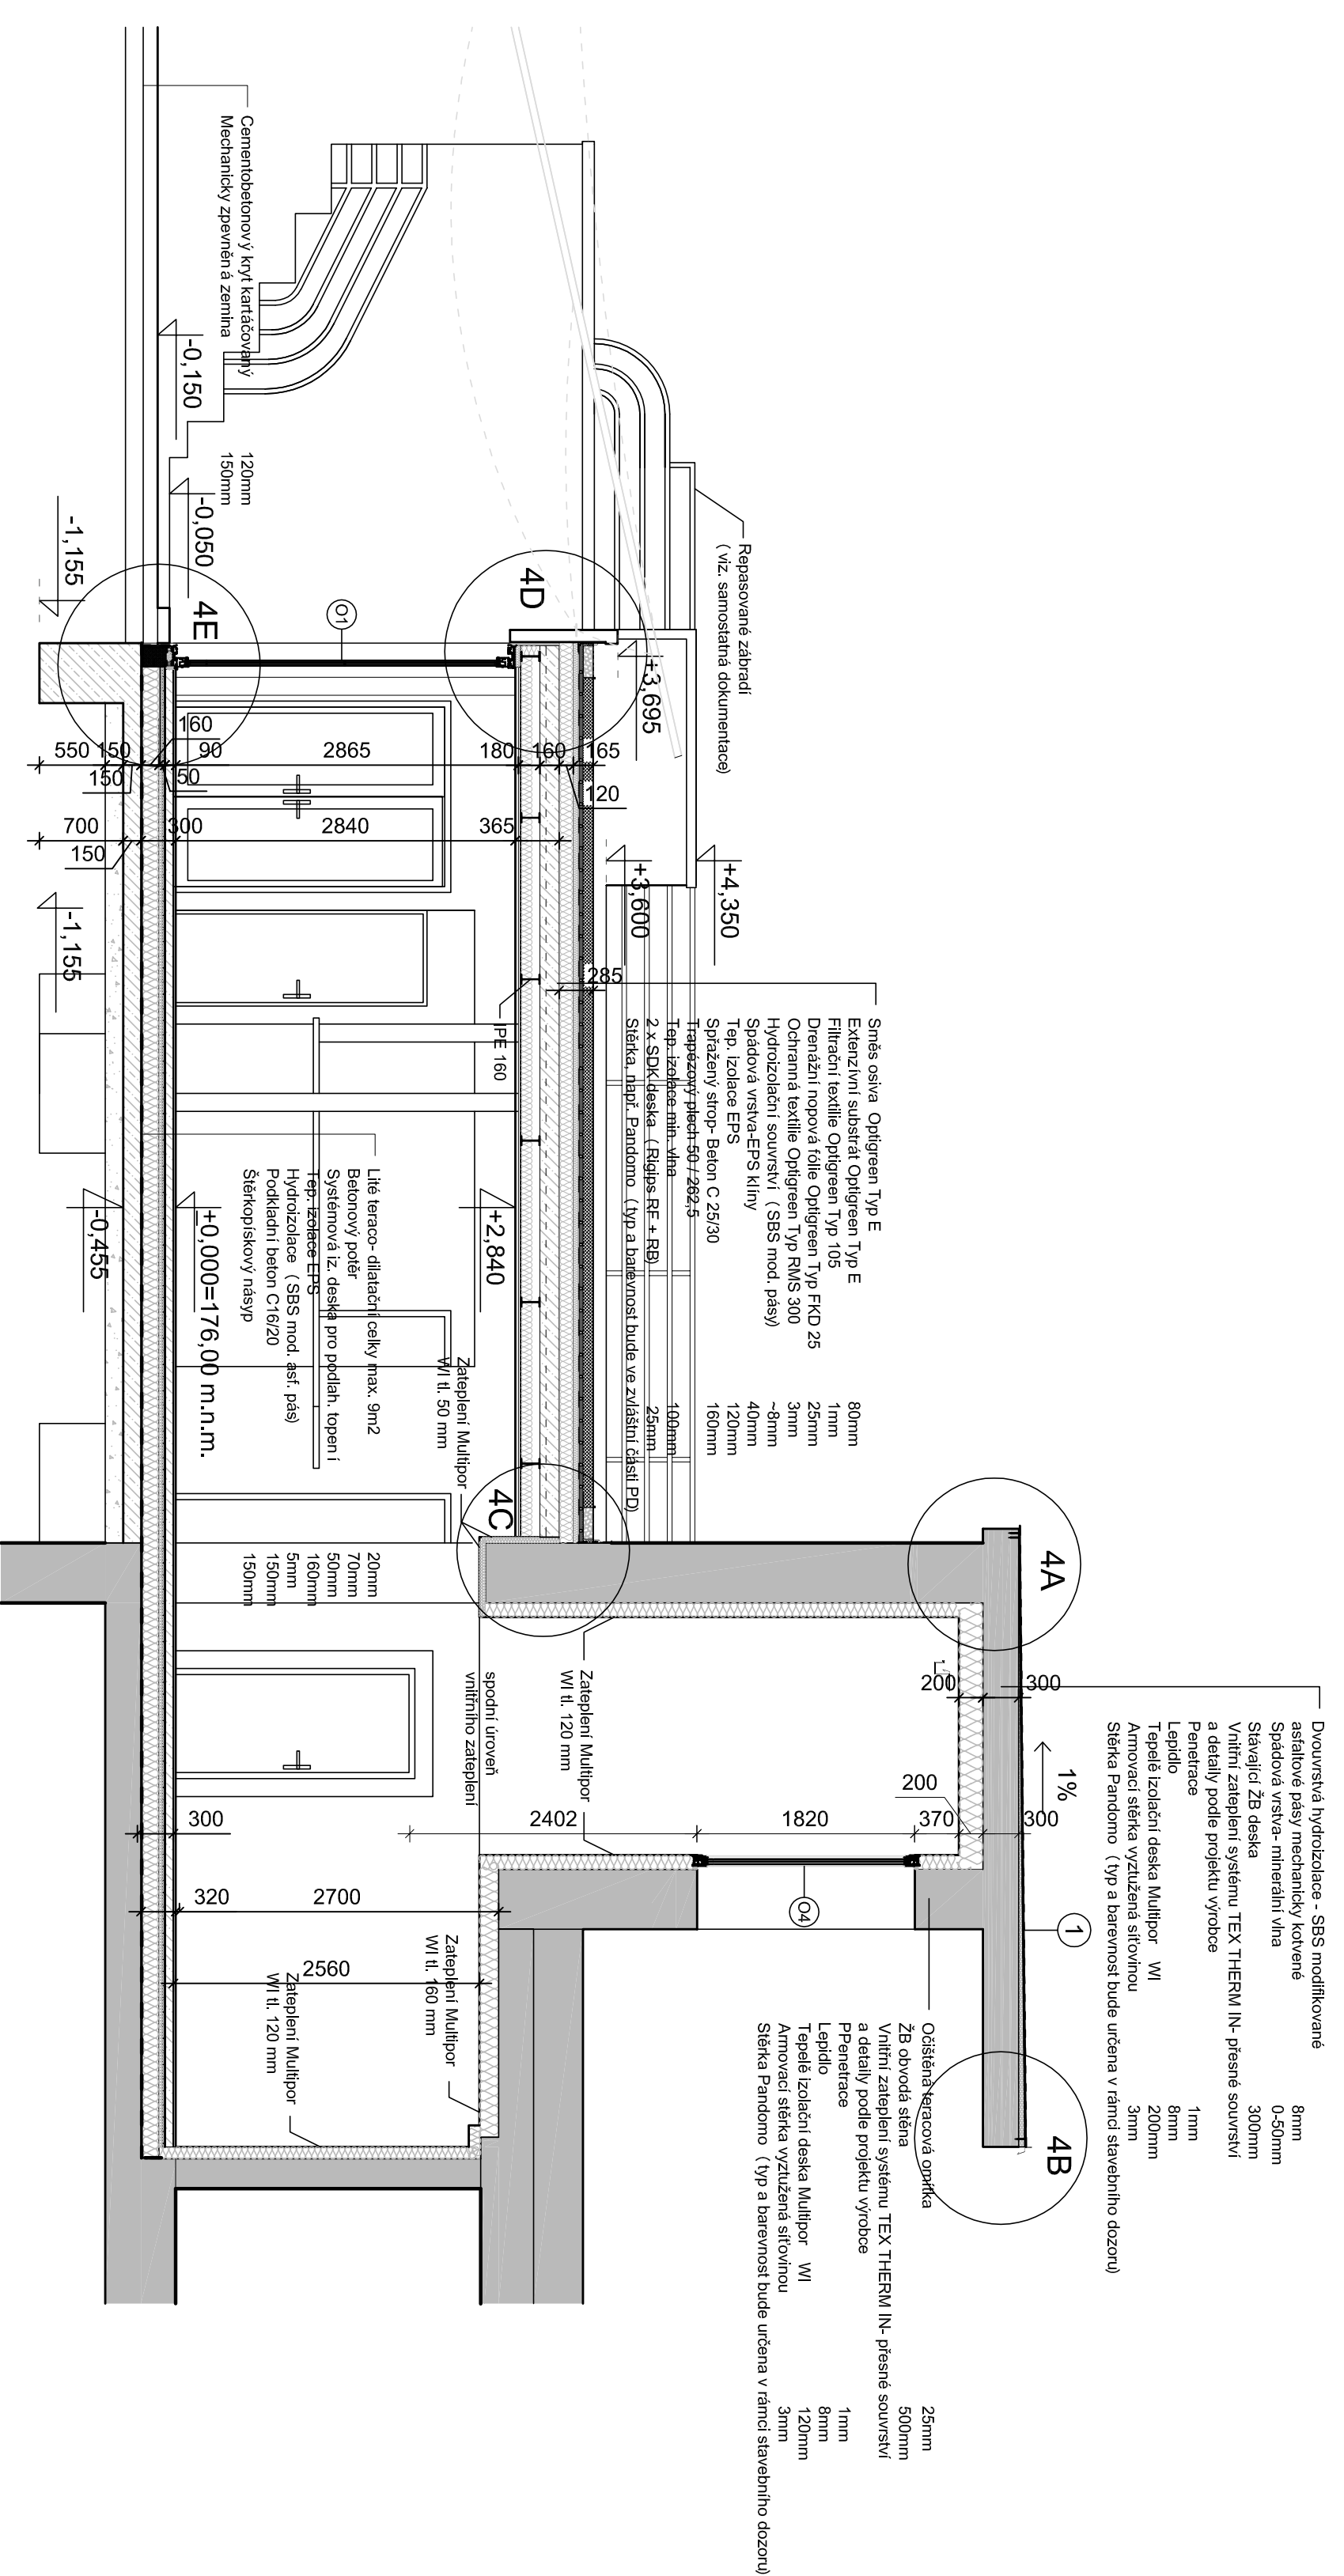 Dvouvrstvá hydroizolace - SBS modifikované
asfaltové pásy mechanicky kotvené 8mm
Spádová vrstva- minerální vlna 0-50mm
Stávající ŽB deska 300mm
Vnitřní zateplení systému TEX THERM IN- přesné souvrství
a detaily podle projektu výrobce
Penetrace 1mm
Lepidlo 8mm
Tepelě izolační deska Multipor WI 200mm
Armovací stěrka vyztužená síťovinou 3mm
Stěrka Pandomo (typ a barevnost bude určena v rámci stavebního dozoru)
4A
4B
1%
1
300
200
300
370
200
1820
2402
300
O4
Očištěná teracová omítka 25mm
ŽB obvodá stěna 500mm
Vnitřní zateplení systému TEX THERM IN- přesné souvrství
a detaily podle projektu výrobce
PPenetrace 1mm
Lepidlo 8mm
Tepelě izolační deska Multipor WI 120mm
Armovací stěrka vyztužená síťovinou 3mm
Stěrka Pandomo (typ a barevnost bude určena v rámci stavebního dozoru)
Směs osiva Optigreen Typ E
Extenzívní substrát Optigreen Typ E 80mm
Filtrační textilie Optigreen Typ 105 1mm
Drenážní nopová fólie Optigreen Typ FKD 25 25mm
Ochranná textilie Optigreen Typ RMS 300 3mm
Hydroizolační souvrství (SBS mod. pásy) ~8mm
Spádová vrstva-EPS klíny 40mm
Tep. izolace EPS 120mm
Spřažený strop- Beton C 25/30 160mm
Trapézový plech 50 / 262,5
Tep. izolace min. vlna 100mm
2 x SDK deska (Rigips RF + RB) 25mm
Stěrka, např. Pandomo (typ a barevnost bude ve zvláštní části PD)
Repasované zábradí
(viz. samostatná dokumentace)
+4,350
+3,695
+3,600
285
4D
4C
4E
IPE 160
O1
165
120
160
180
2865
90
50
160
150
150
550
365
2840
300
150
700
+2,840
Zateplení Multipor
WI tl. 50 mm
Zateplení Multipor
WI tl. 120 mm
spodní úroveň
vnitřního zateplení
Lité teraco- dilatační celky max. 9m2 20mm
Betonový potěr 70mm
Systémová iz. deska pro podlah. topení 50mm
Tep. izolace EPS 160mm
Hydroizolace (SBS mod. asf. pás) 5mm
Podkladní beton C16/20 150mm
Štěrkopískový násyp 150mm
+0,000=176,00 m.n.m.
-0,455
-1,155
-1,155
-0,050
-0,150
Cementobetonový kryt kartáčovaný 120mm
Mechanicky zpevněná zemina 150mm
320
2700
2560
Zateplení Multipor
WI tl. 160 mm
Zateplení Multipor
WI tl. 120 mm